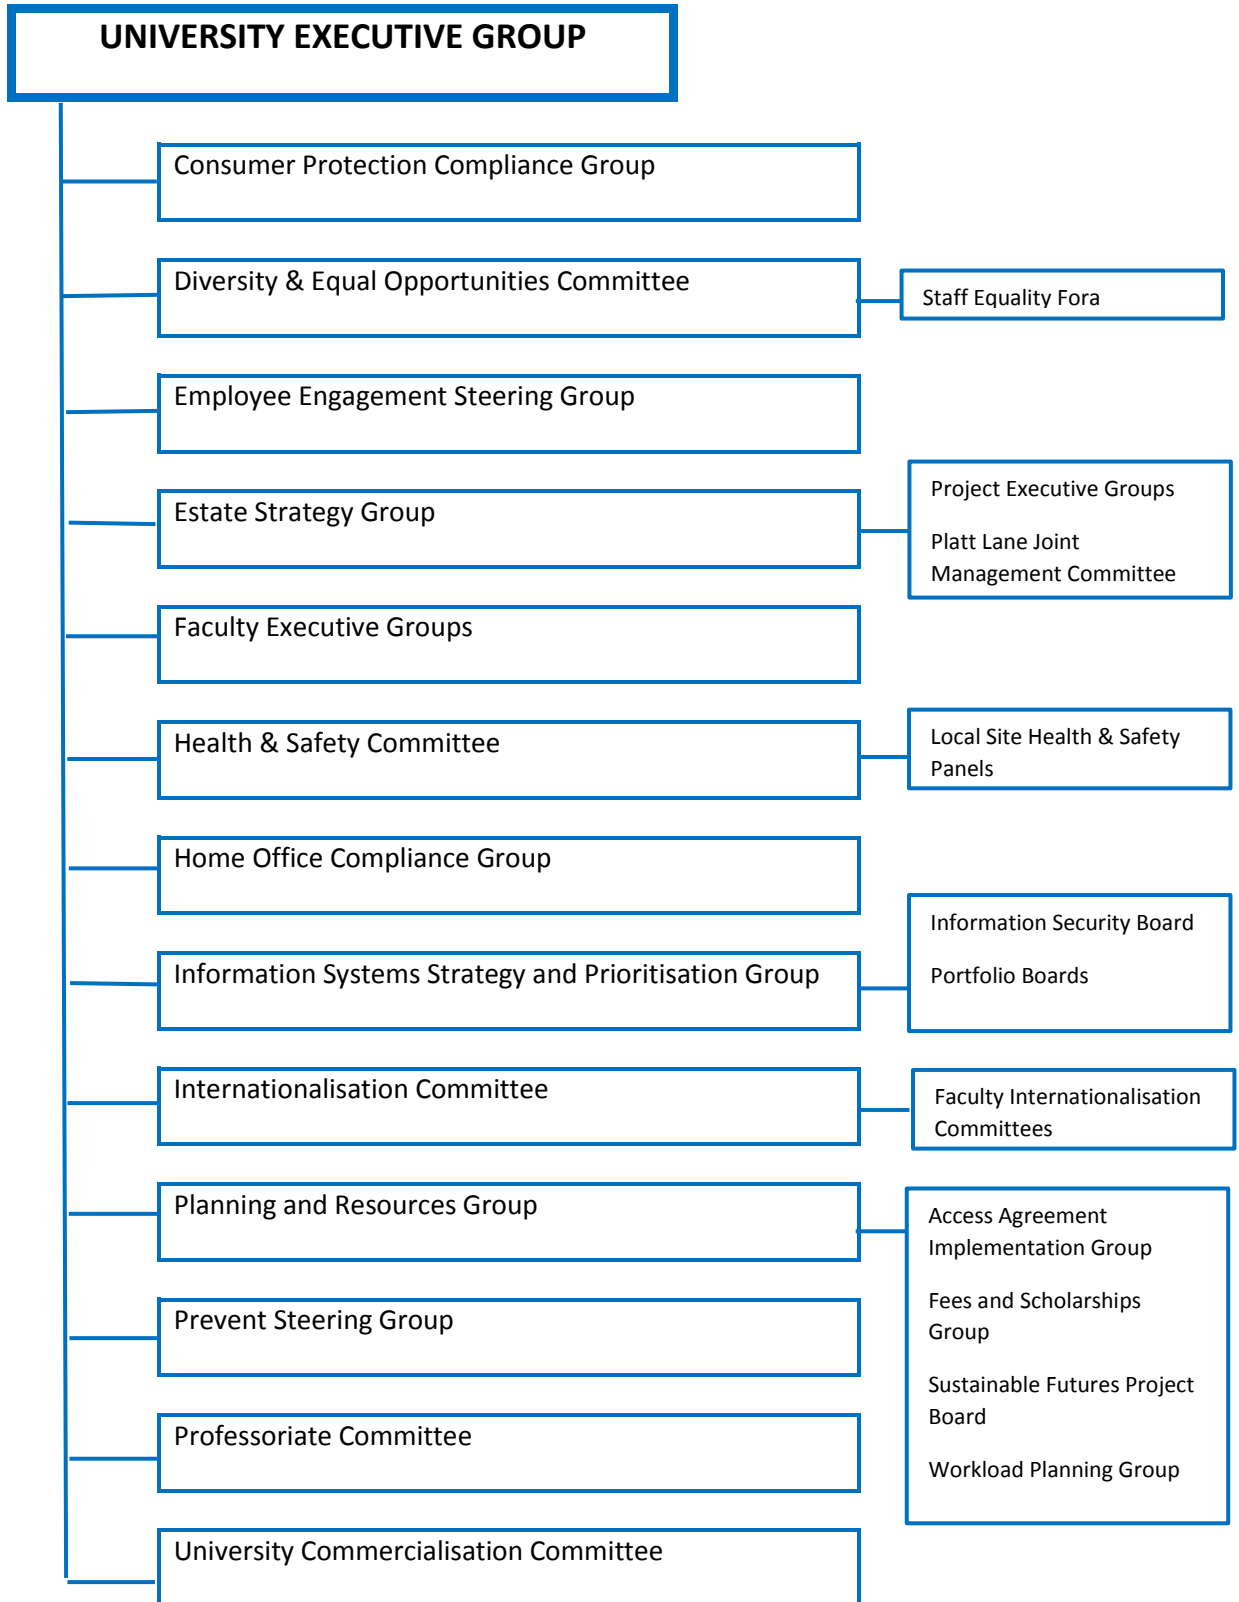 UNIVERSITY EXECUTIVE GROUP
Consumer Protection Compliance Group
Diversity & Equal Opportunities Committee
Staff Equality Fora
Employee Engagement Steering Group
Estate Strategy Group
Project Executive Groups
Platt Lane Joint
Management Committee
Faculty Executive Groups
Health & Safety Committee
Local Site Health & Safety
Panels
Home Office Compliance Group
Information Systems Strategy and Prioritisation Group
Information Security Board
Portfolio Boards
Internationalisation Committee
Faculty Internationalisation
Committees
Planning and Resources Group
Access Agreement
Implementation Group
Fees and Scholarships
Group
Sustainable Futures Project
Board
Workload Planning Group
Prevent Steering Group
Professoriate Committee
University Commercialisation Committee